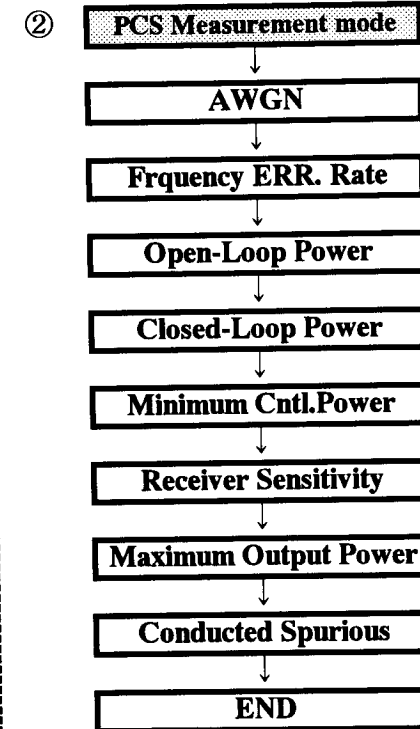 ② PCS Measurement mode
AWGN
Frquency ERR. Rate
Open-Loop Power
Closed-Loop Power
Minimum Cntl.Power
Receiver Sensitivity
Maximum Output Power
Conducted Spurious
END